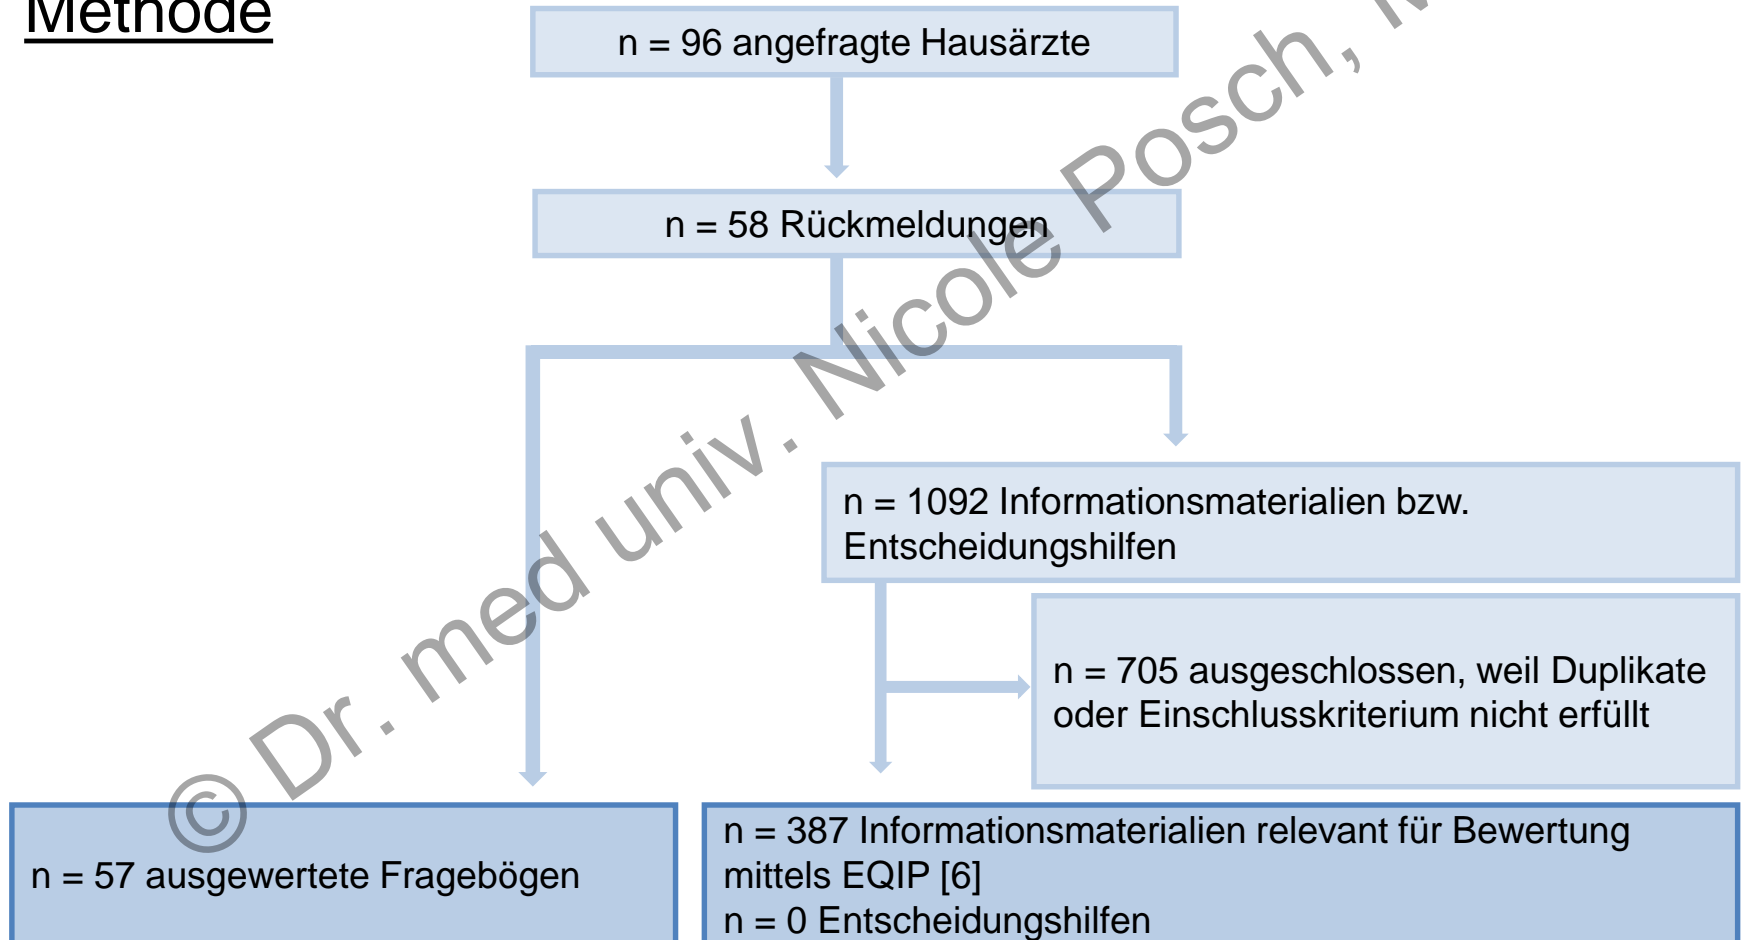 Methode
n = 96 angefragte Hausärzte
n = 58 Rückmeldungen
n = 1092 Informationsmaterialien bzw.
Entscheidungshilfen
n = 705 ausgeschlossen, weil Duplikate
oder Einschlusskriterium nicht erfüllt
n = 57 ausgewertete Fragebögen
n = 387 Informationsmaterialien relevant für Bewertung
mittels EQIP [6]
n = 0 Entscheidungshilfen
© Dr. med univ. Nicole Posch,